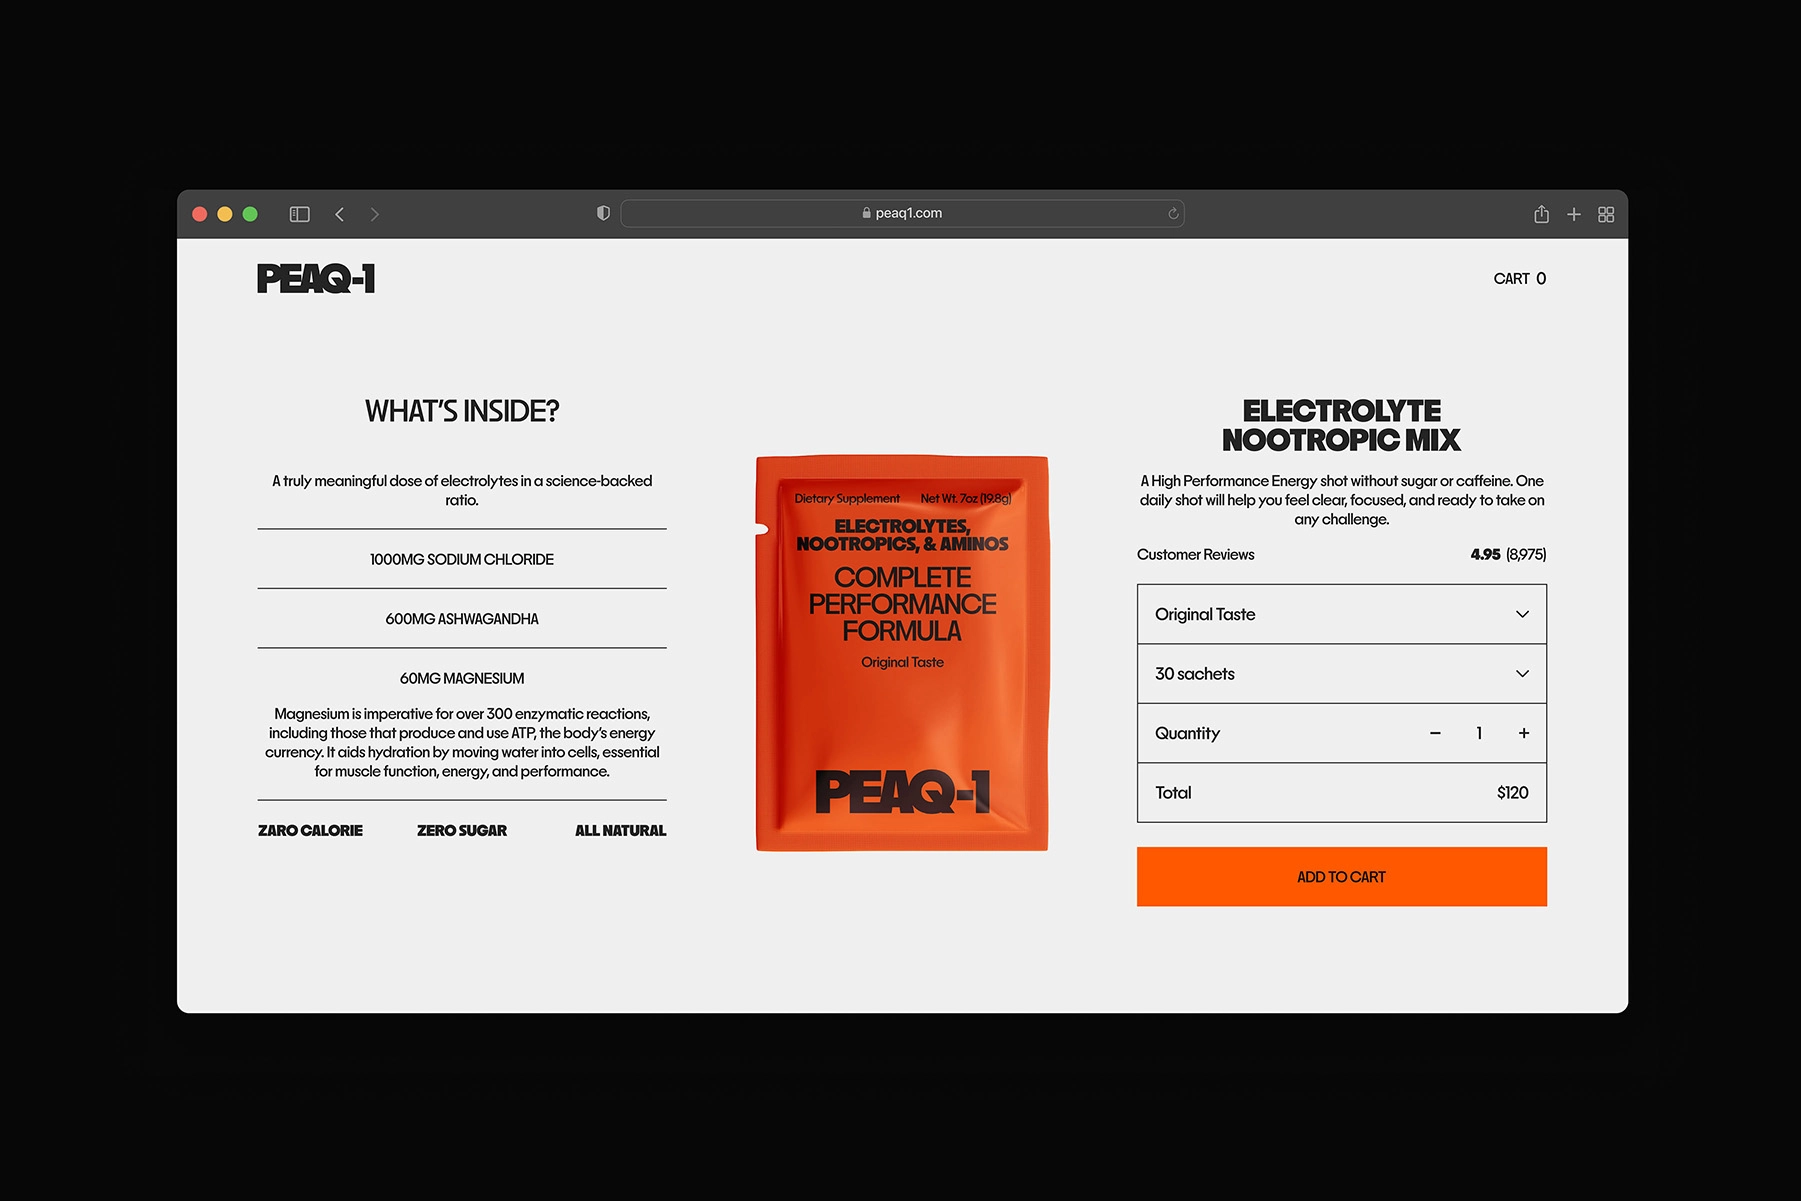 peaq1.com
PEAQ-1
CART 0
WHAT'S INSIDE?
A truly meaningful dose of electrolytes in a science-backed
ratio.
1000MG SODIUM CHLORIDE
600MG ASHWAGANDHA
60MG MAGNESIUM
Magnesium is imperative for over 300 enzymatic reactions,
including those that produce and use ATP, the body's energy
currency. It aids hydration by moving water into cells, essential
for muscle function, energy, and performance.
ZARO CALORIE ZERO SUGAR ALL NATURAL
Dietary Supplement Net Wt. 7oz (19.8g)
ELECTROLYTES,
NOOTROPICS, & AMINOS
COMPLETE
PERFORMANCE
FORMULA
Original Taste
PEAQ-1
ELECTROLYTE
NOOTROPIC MIX
A High Performance Energy shot without sugar or caffeine. One
daily shot will help you feel clear, focused, and ready to take on
any challenge.
Customer Reviews 4.95 (8,975)
Original Taste
30 sachets
Quantity − 1 +
Total $120
ADD TO CART